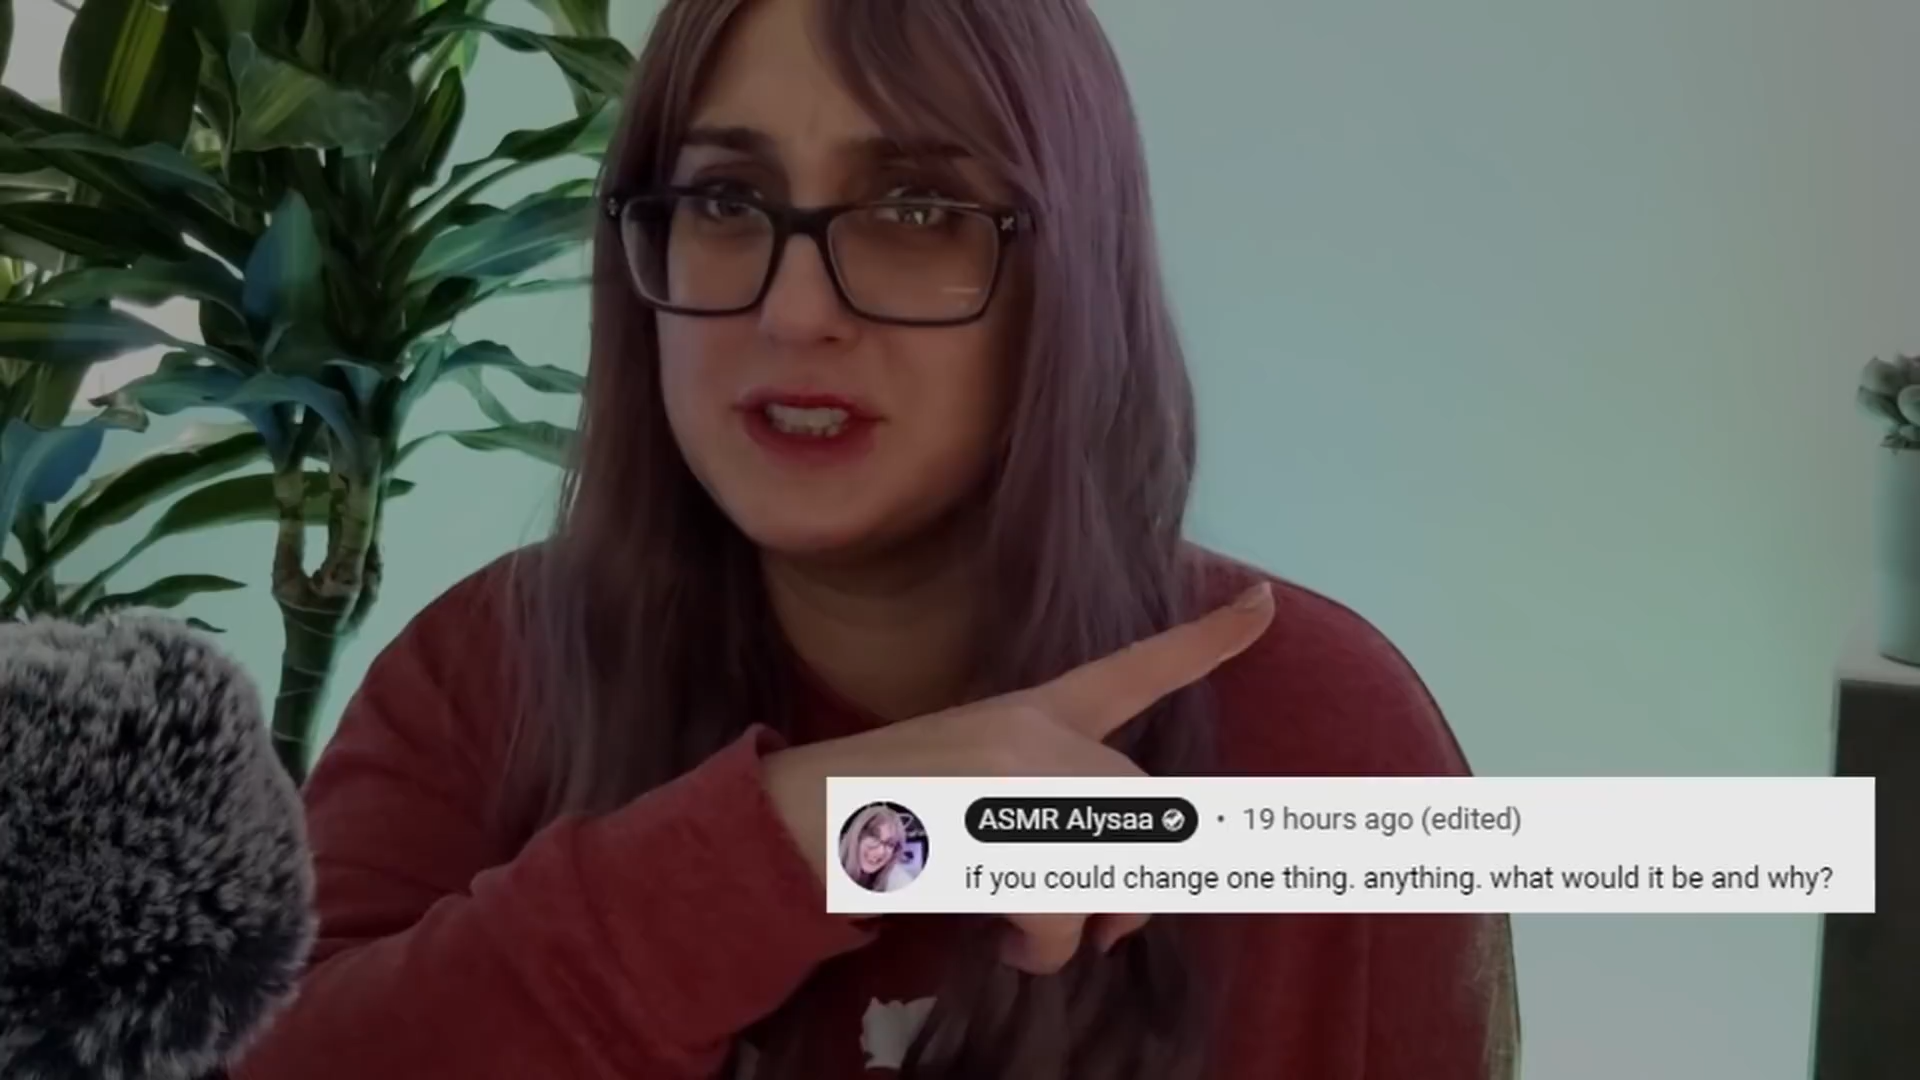 ASMR Alysaa • 19 hours ago (edited)
if you could change one thing. anything. what would it be and why?